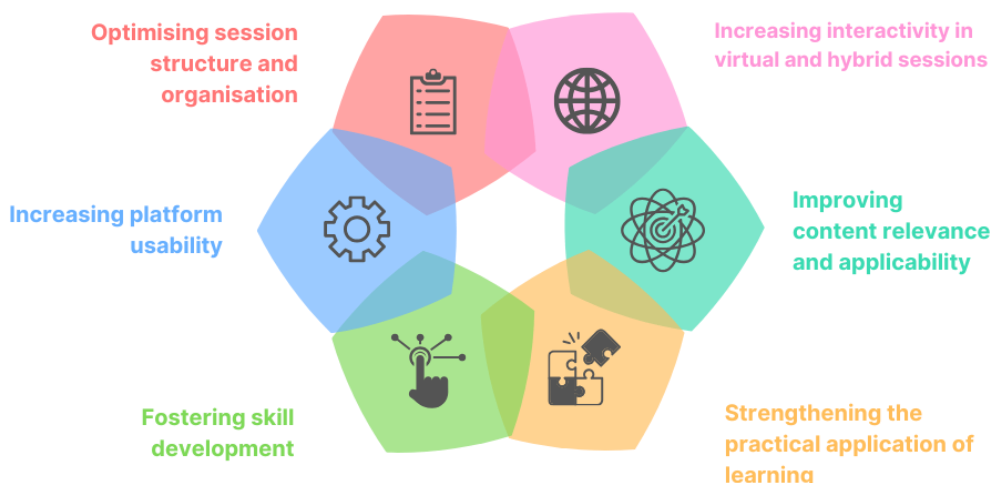 Optimising session
structure and
organisation
Increasing interactivity in
virtual and hybrid sessions
Increasing platform
usability
Improving
content relevance
and applicability
Fostering skill
development
Strengthening the
practical application of
learning